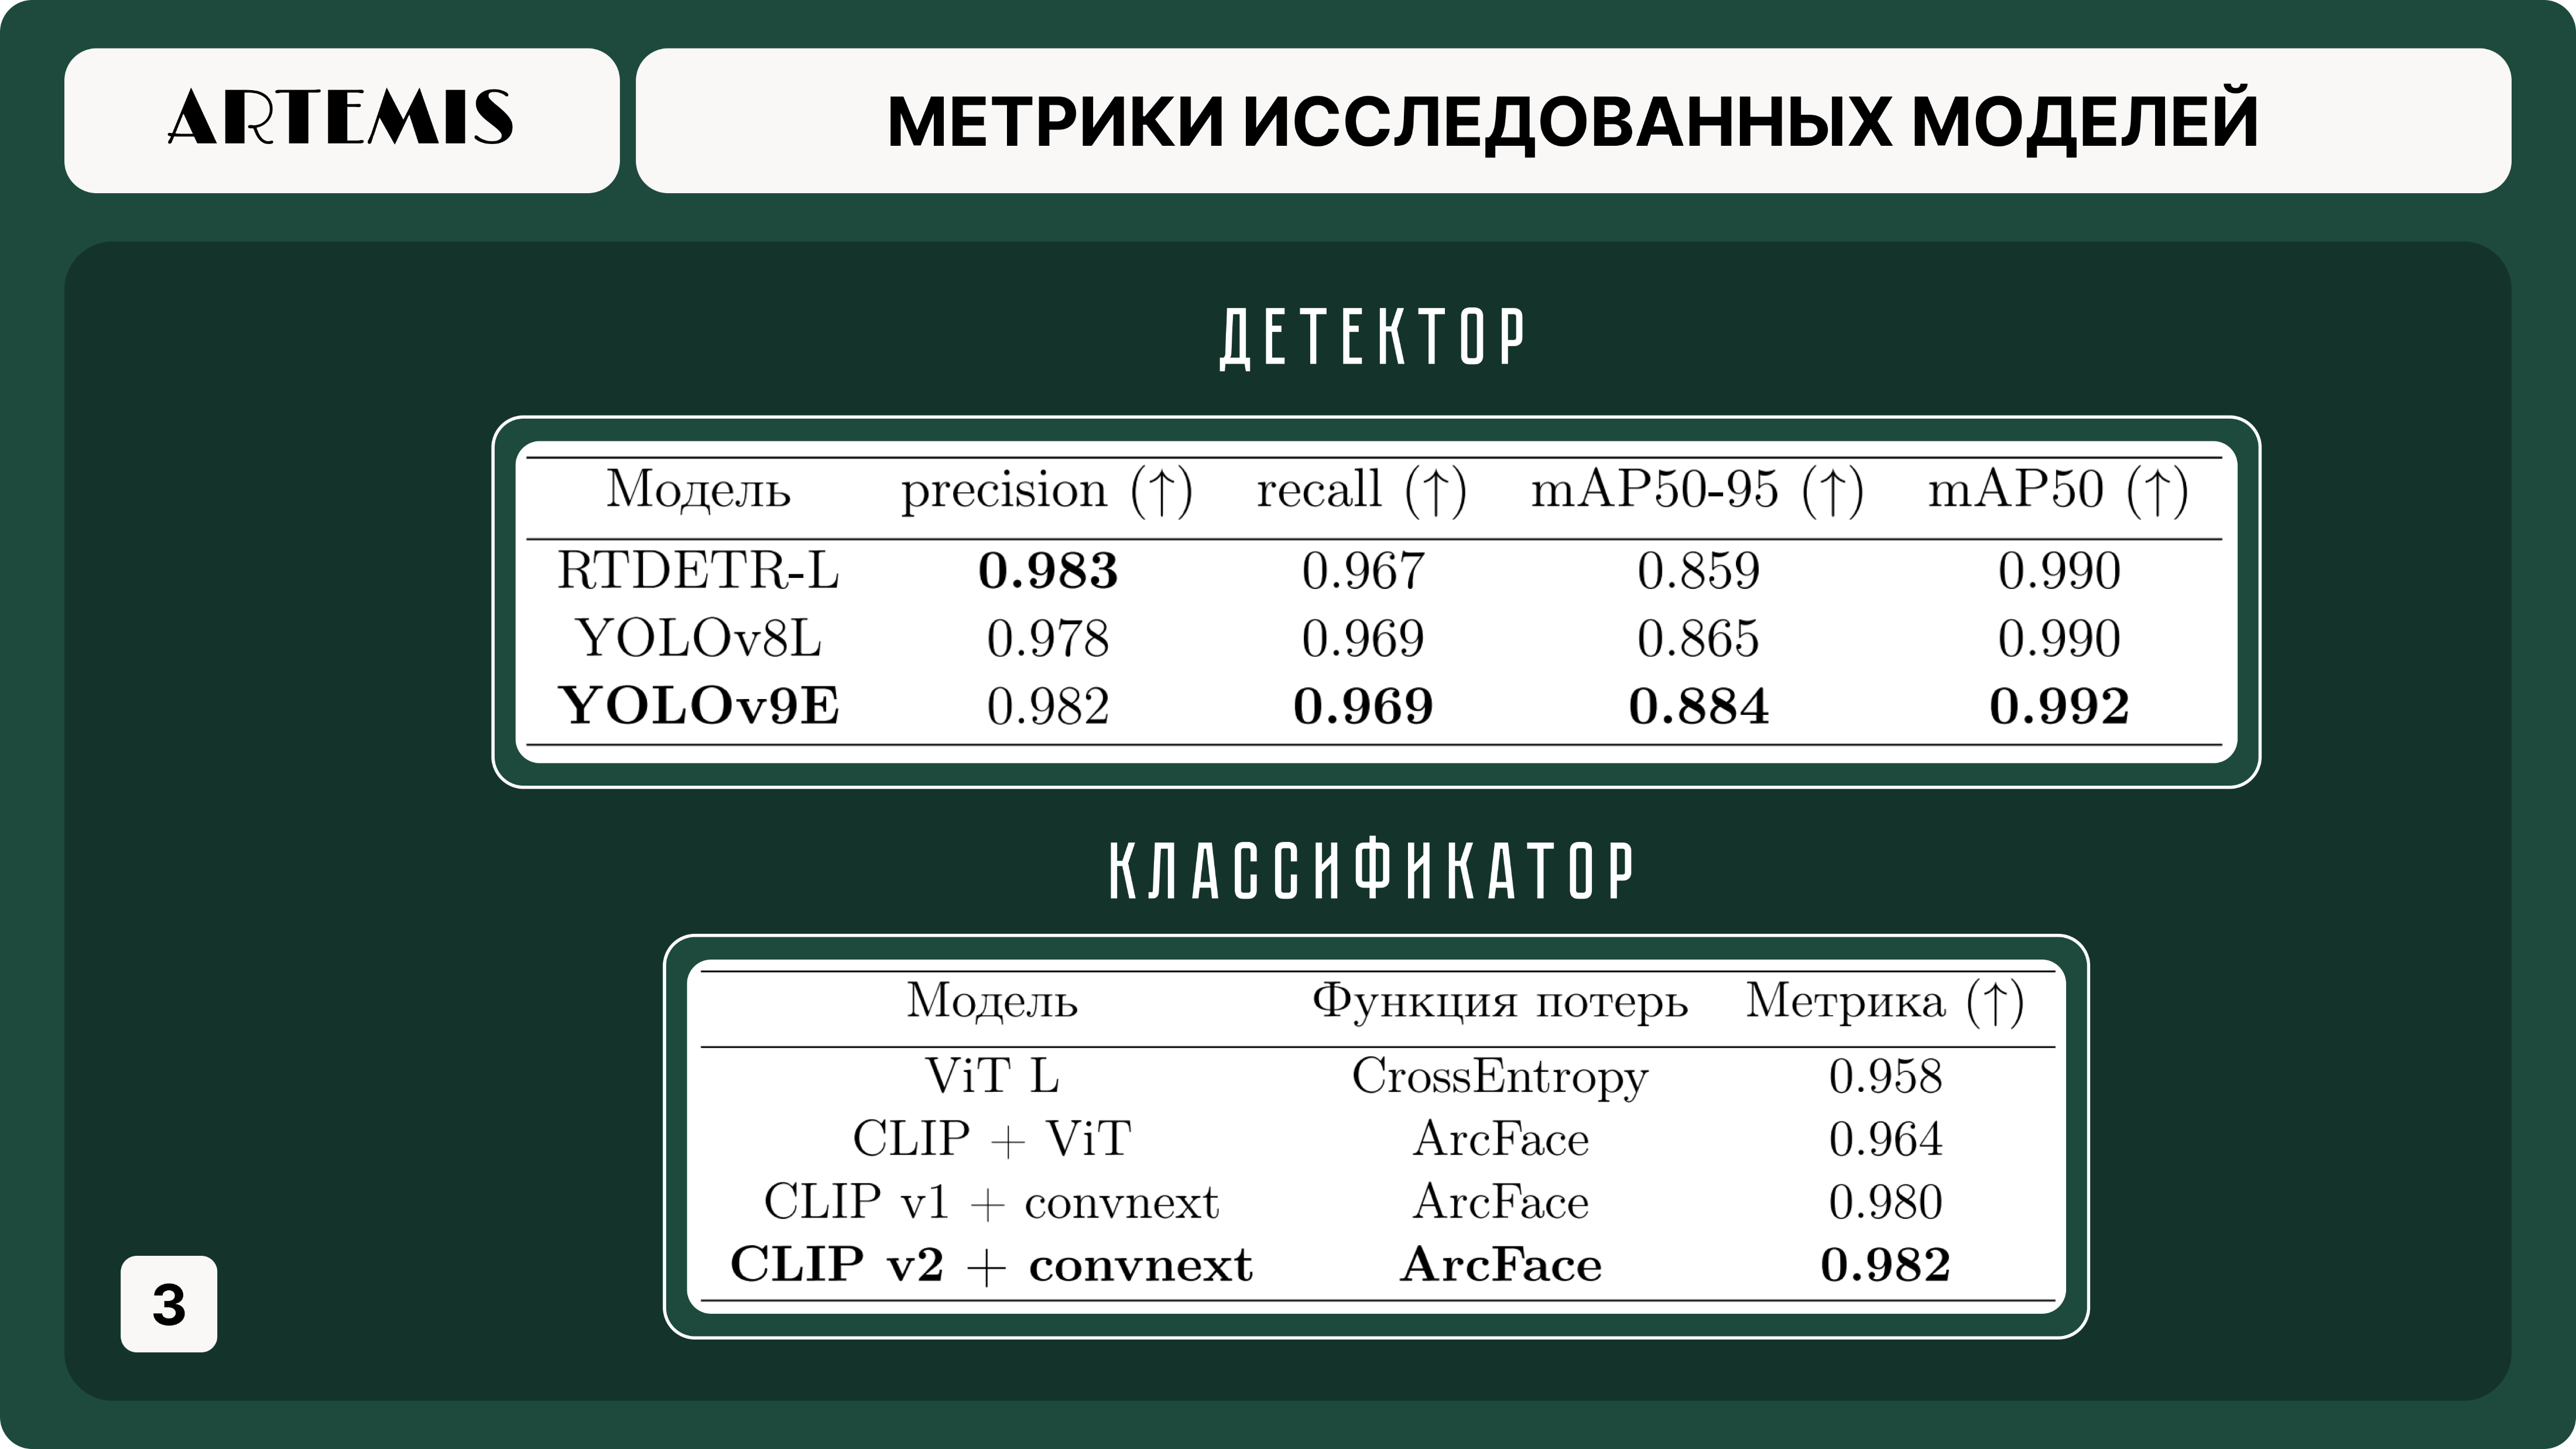 ARTEMIS
МЕТРИКИ ИССЛЕДОВАННЫХ МОДЕЛЕЙ
ДЕТЕКТОР
Модель precision (↑) recall (↑) mAP50-95 (↑) mAP50 (↑)
RTDETR-L 0.983 0.967 0.859 0.990
YOLOv8L 0.978 0.969 0.865 0.990
YOLOv9E 0.982 0.969 0.884 0.992
КЛАССИФИКАТОР
Модель Функция потерь Метрика (↑)
ViT L CrossEntropy 0.958
CLIP + ViT ArcFace 0.964
CLIP v1 + convnext ArcFace 0.980
CLIP v2 + convnext ArcFace 0.982
3